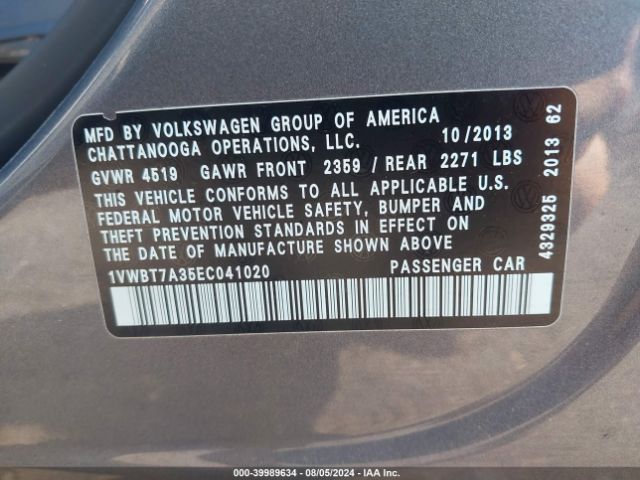 MFD BY VOLKSWAGEN GROUP OF AMERICA
CHATTANOOGA OPERATIONS, LLC. 10/2013
GVWR 4519 GAWR FRONT 2359 / REAR 2271 LBS
THIS VEHICLE CONFORMS TO ALL APPLICABLE U.S.
FEDERAL MOTOR VEHICLE SAFETY, BUMPER AND
THEFT PREVENTION STANDARDS IN EFFECT ON
THE DATE OF MANUFACTURE SHOWN ABOVE
1VWBT7A35EC041020 PASSENGER CAR
4329325 2013 62
000-39989634 / 08/05/2024 - IAA Inc.